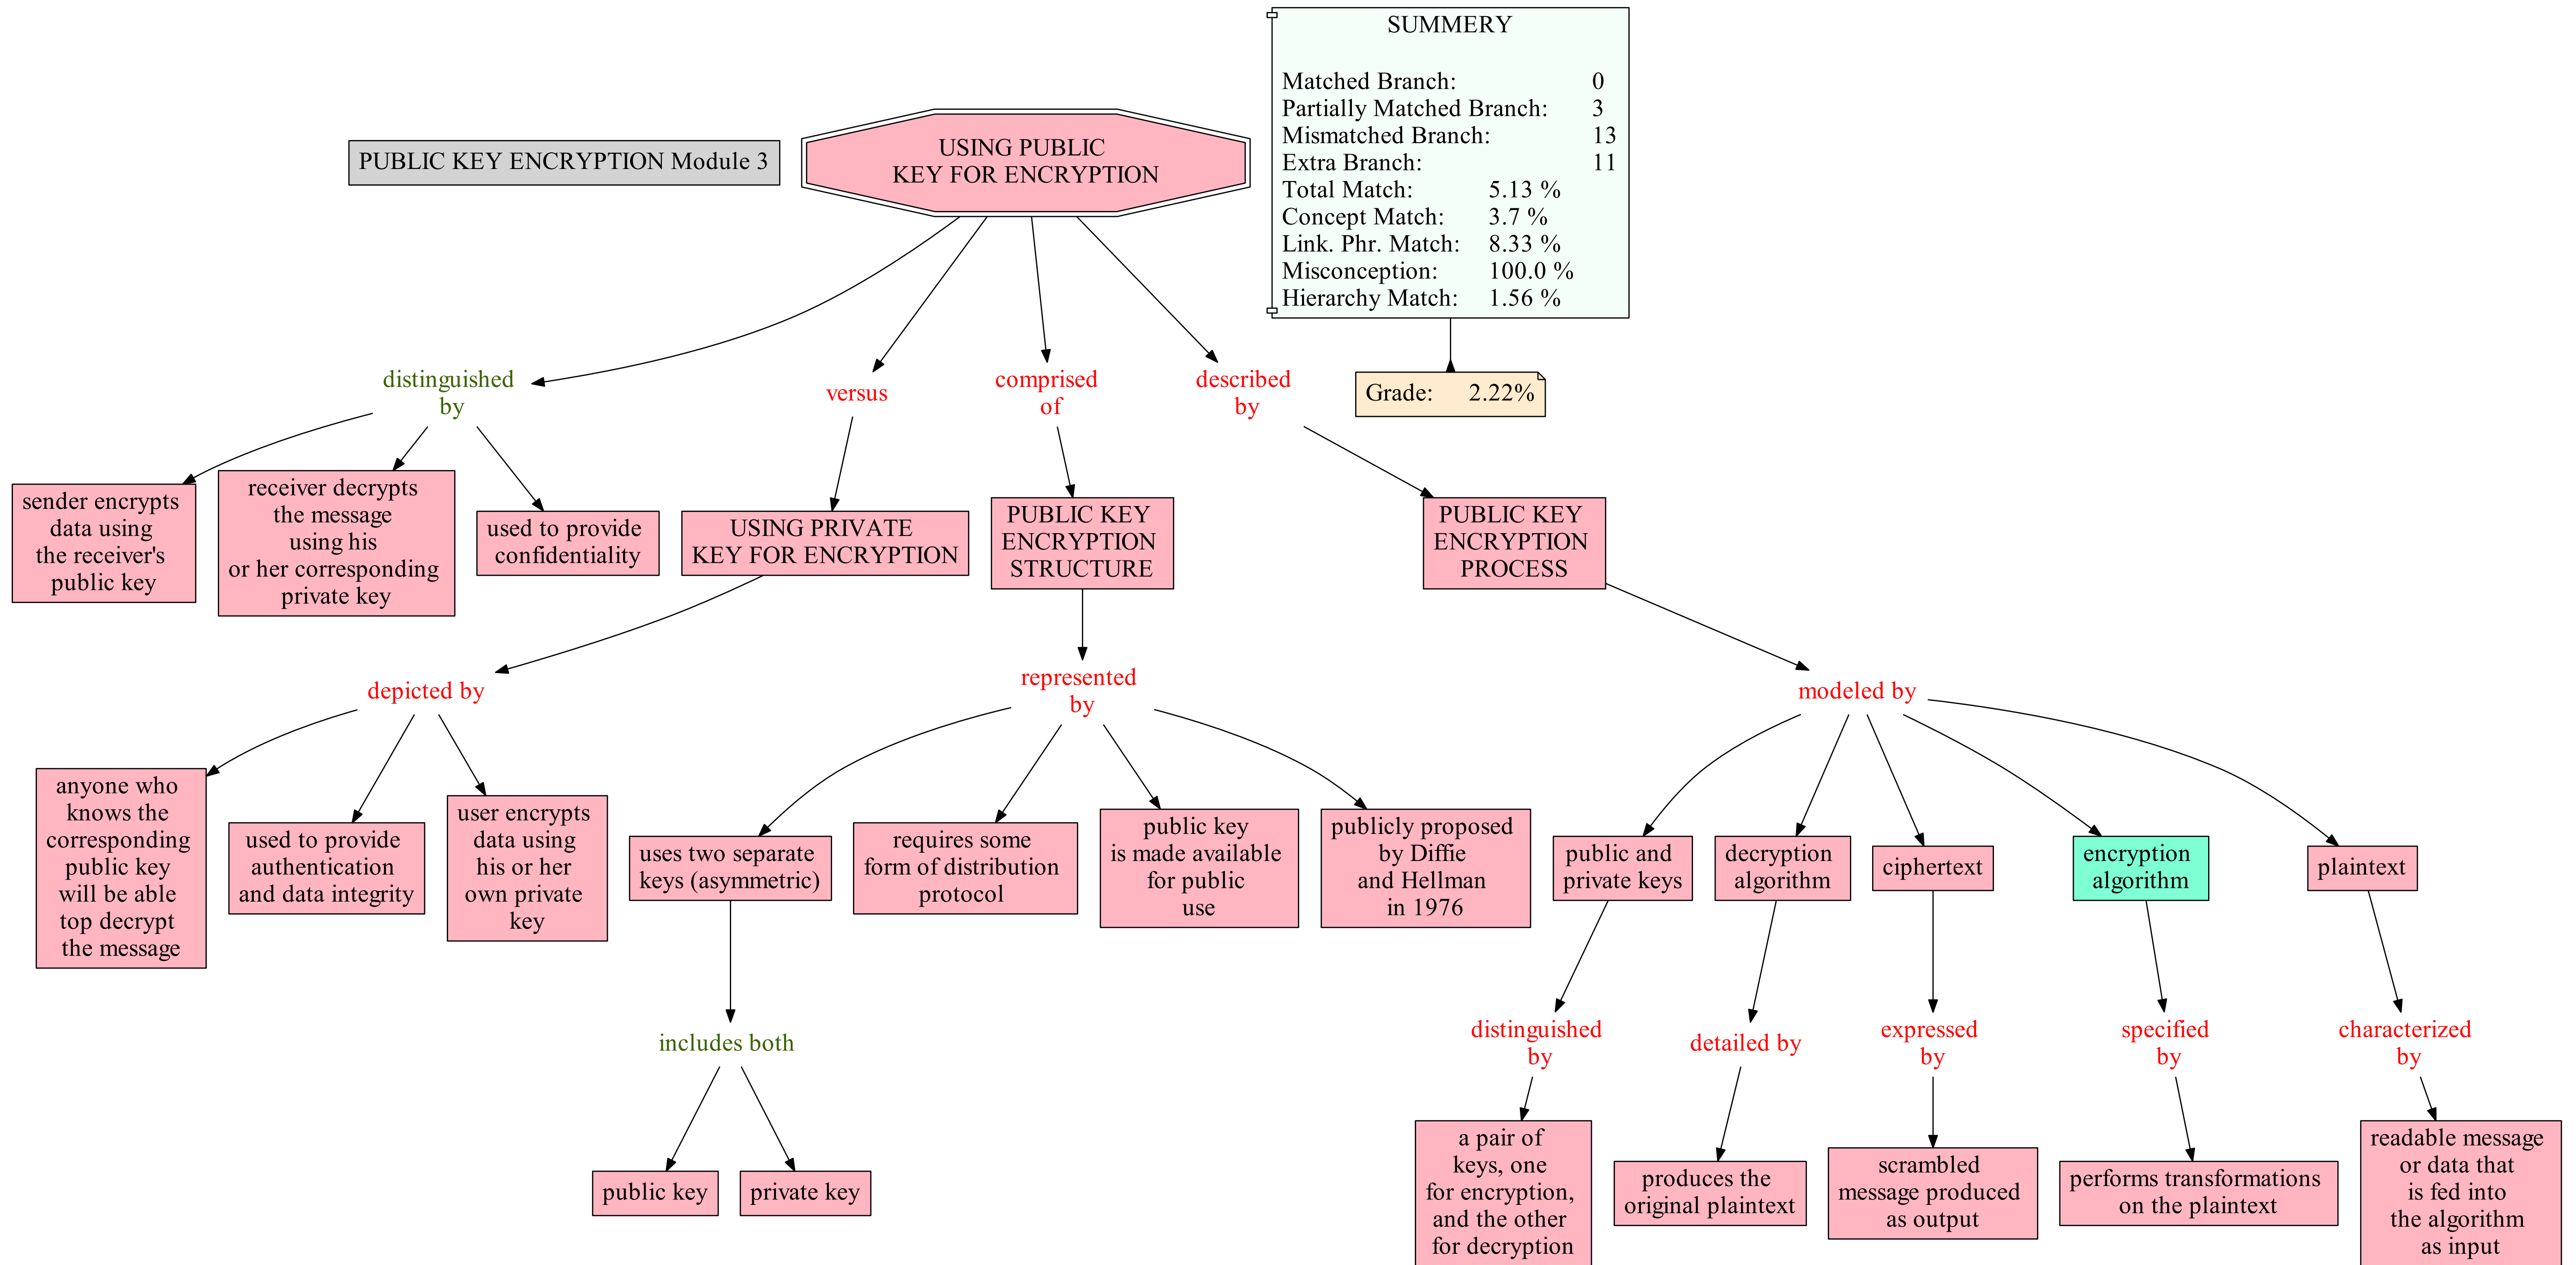 SUMMERY
Matched Branch: 0
Partially Matched Branch: 3
Mismatched Branch: 13
Extra Branch: 11
Total Match: 5.13 %
Concept Match: 3.7 %
Link. Phr. Match: 8.33 %
Misconception: 100.0 %
Hierarchy Match: 1.56 %
PUBLIC KEY ENCRYPTION Module 3
USING PUBLIC
KEY FOR ENCRYPTION
Grade: 2.22%
distinguished
by
versus
comprised
of
described
by
sender encrypts
data using
the receiver's
public key
receiver decrypts
the message
using his
or her corresponding
private key
used to provide
confidentiality
USING PRIVATE
KEY FOR ENCRYPTION
PUBLIC KEY
ENCRYPTION
STRUCTURE
PUBLIC KEY
ENCRYPTION
PROCESS
depicted by
represented
by
modeled by
anyone who
knows the
corresponding
public key
will be able
top decrypt
the message
used to provide
authentication
and data integrity
user encrypts
data using
his or her
own private
key
uses two separate
keys (asymmetric)
requires some
form of distribution
protocol
public key
is made available
for public
use
publicly proposed
by Diffie
and Hellman
in 1976
public and
private keys
decryption
algorithm
ciphertext
encryption
algorithm
plaintext
includes both
distinguished
by
detailed by
expressed
by
specified
by
characterized
by
public key
private key
a pair of
keys, one
for encryption,
and the other
for decryption
produces the
original plaintext
scrambled
message produced
as output
performs transformations
on the plaintext
readable message
or data that
is fed into
the algorithm
as input